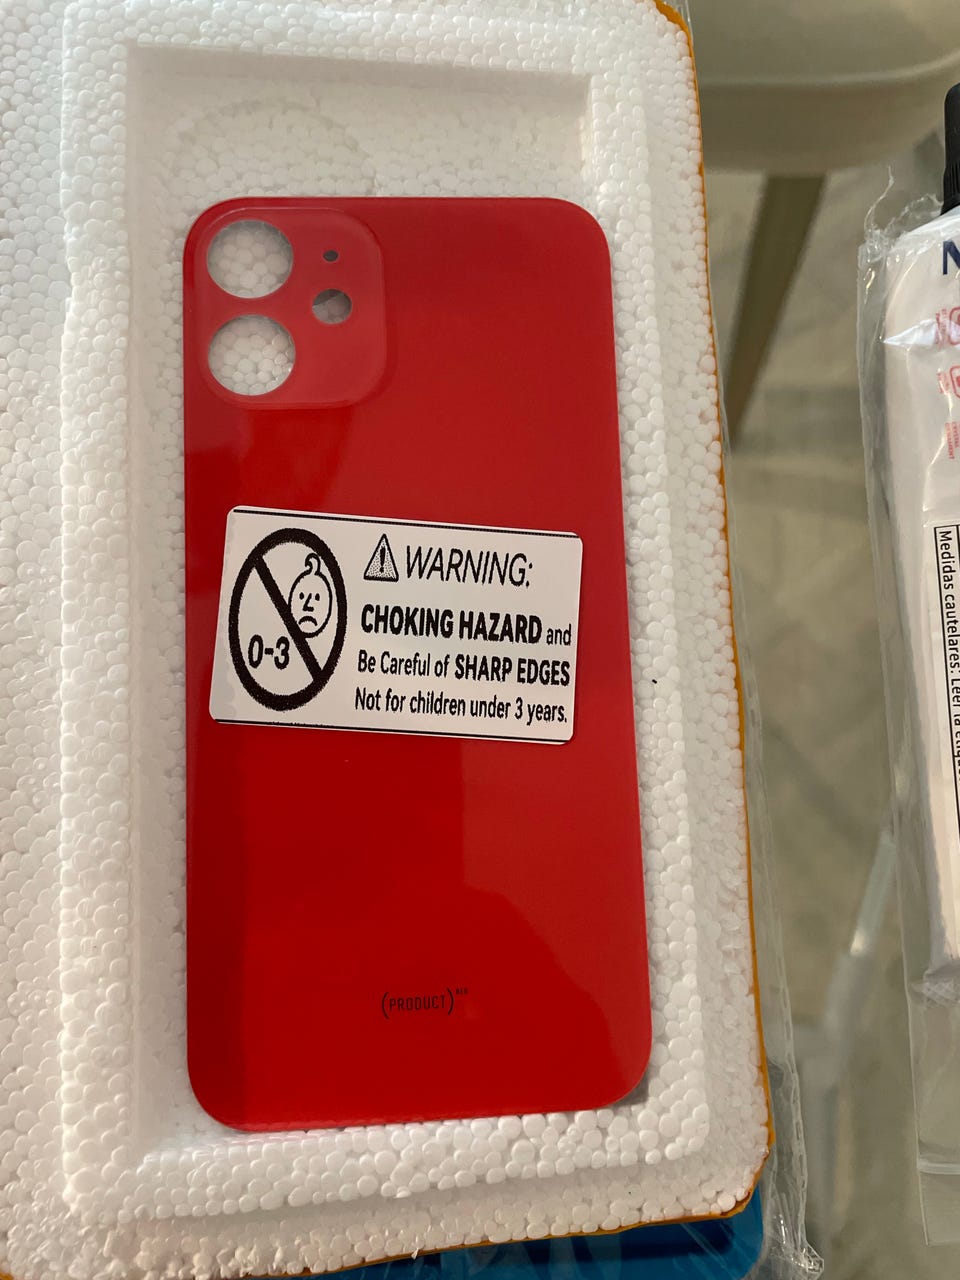 WARNING:
CHOKING HAZARD and
Be Careful of SHARP EDGES
Not for children under 3 years.
0-3
(PRODUCT)RED
N
Medidas cautelares: Leer la